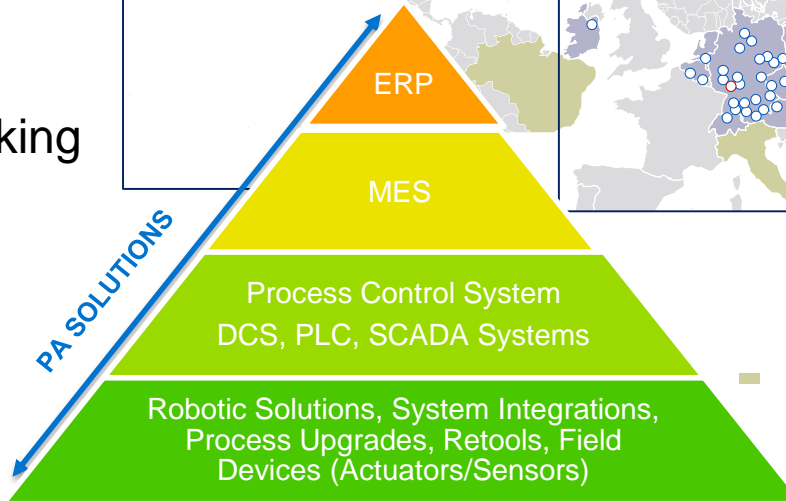 ERP
king
MES
PA SOLUTIONS
Process Control System
DCS, PLC, SCADA Systems
Robotic Solutions, System Integrations,
Process Upgrades, Retools, Field
Devices (Actuators/Sensors)